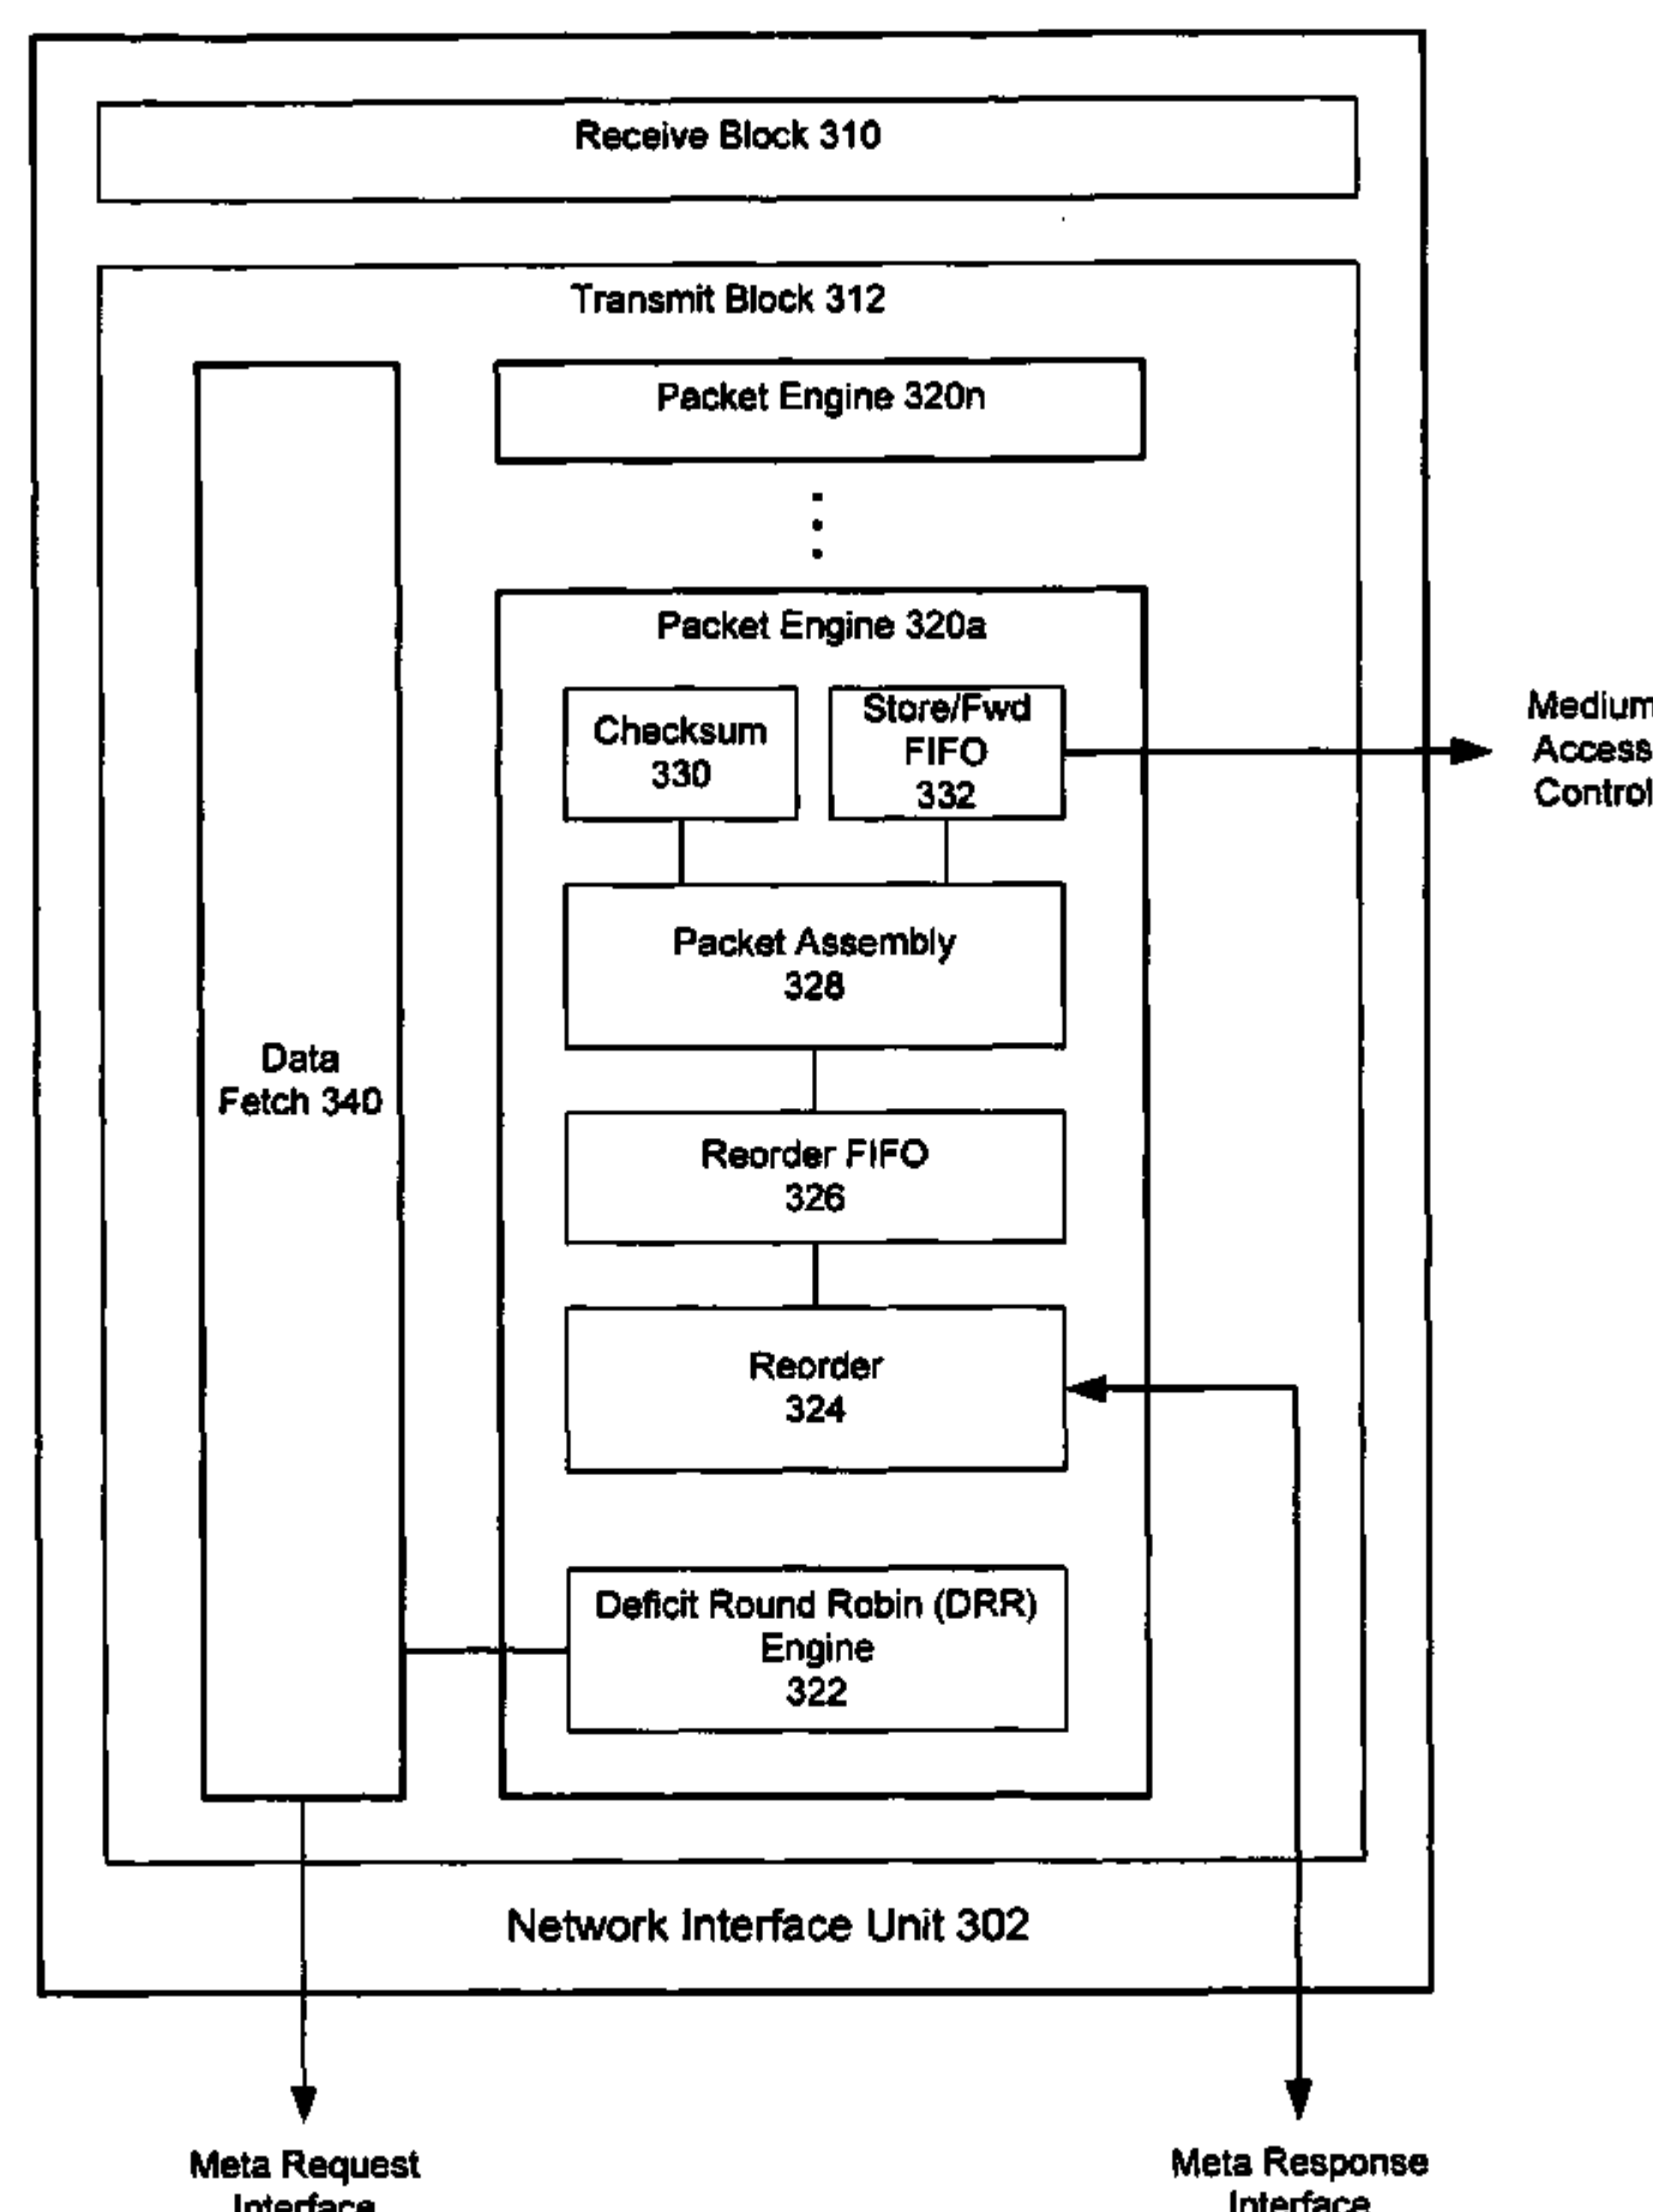 Receive Block 310
Transmit Block 312
Packet Engine 320n
Packet Engine 320a
Checksum
330
Store/Fwd
FIFO
332
Medium
Access
Control
Packet Assembly
328
Data
Fetch 340
Reorder FIFO
326
Reorder
324
Deficit Round Robin (DRR)
Engine
322
Network Interface Unit 302
Meta Request
Interface
Meta Response
Interface